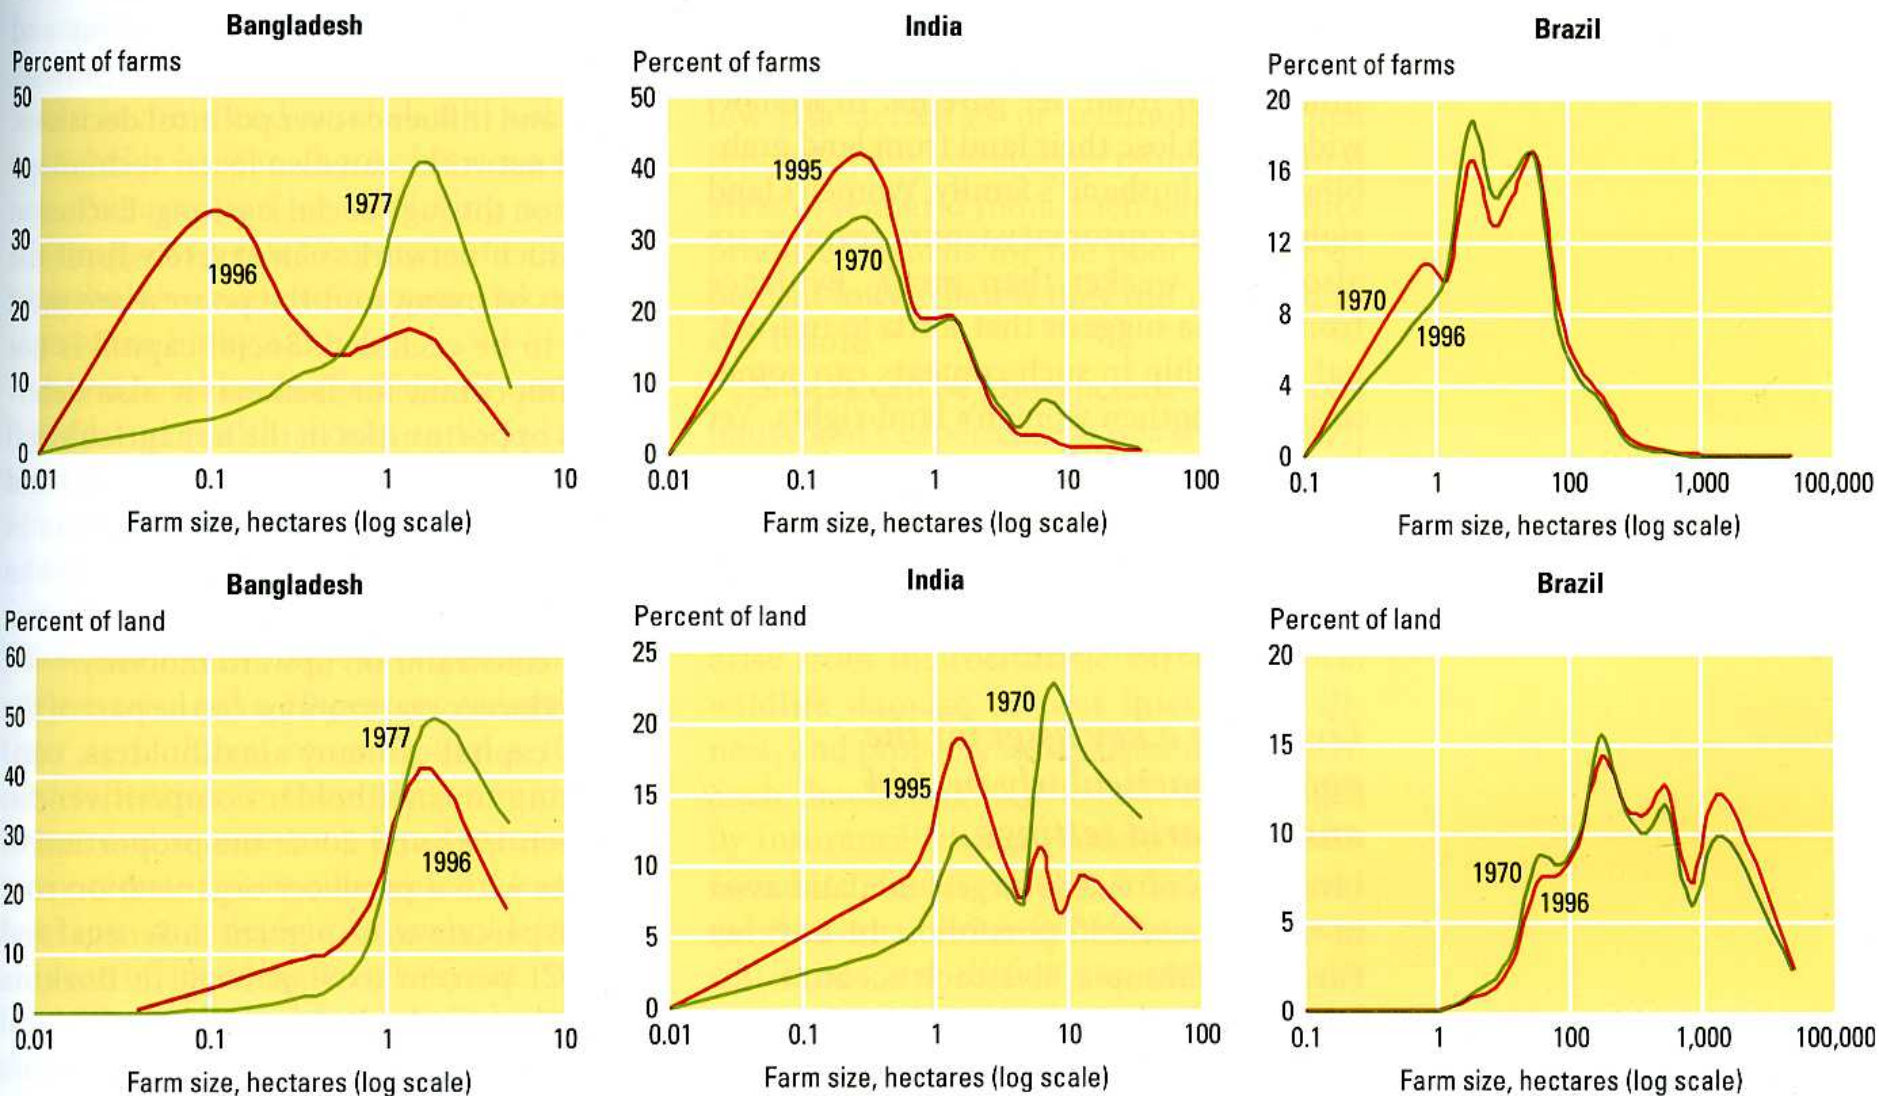 Bangladesh
Percent of farms
50
40
30
20
10
0
1977
1996
0.01 0.1 1 10
Farm size, hectares (log scale)
India
Percent of farms
50
40
30
20
10
0
1995
1970
0.01 0.1 1 10 100
Farm size, hectares (log scale)
Brazil
Percent of farms
20
16
12
8
4
0
1970
1996
0.1 1 100 1,000 100,000
Farm size, hectares (log scale)
Bangladesh
Percent of land
60
50
40
30
20
10
0
1977
1996
0.01 0.1 1 10
Farm size, hectares (log scale)
India
Percent of land
25
20
15
10
5
0
1970
1995
0.01 0.1 1 10 100
Farm size, hectares (log scale)
Brazil
Percent of land
20
15
10
5
0
1970
1996
0.1 1 100 1,000 100,000
Farm size, hectares (log scale)